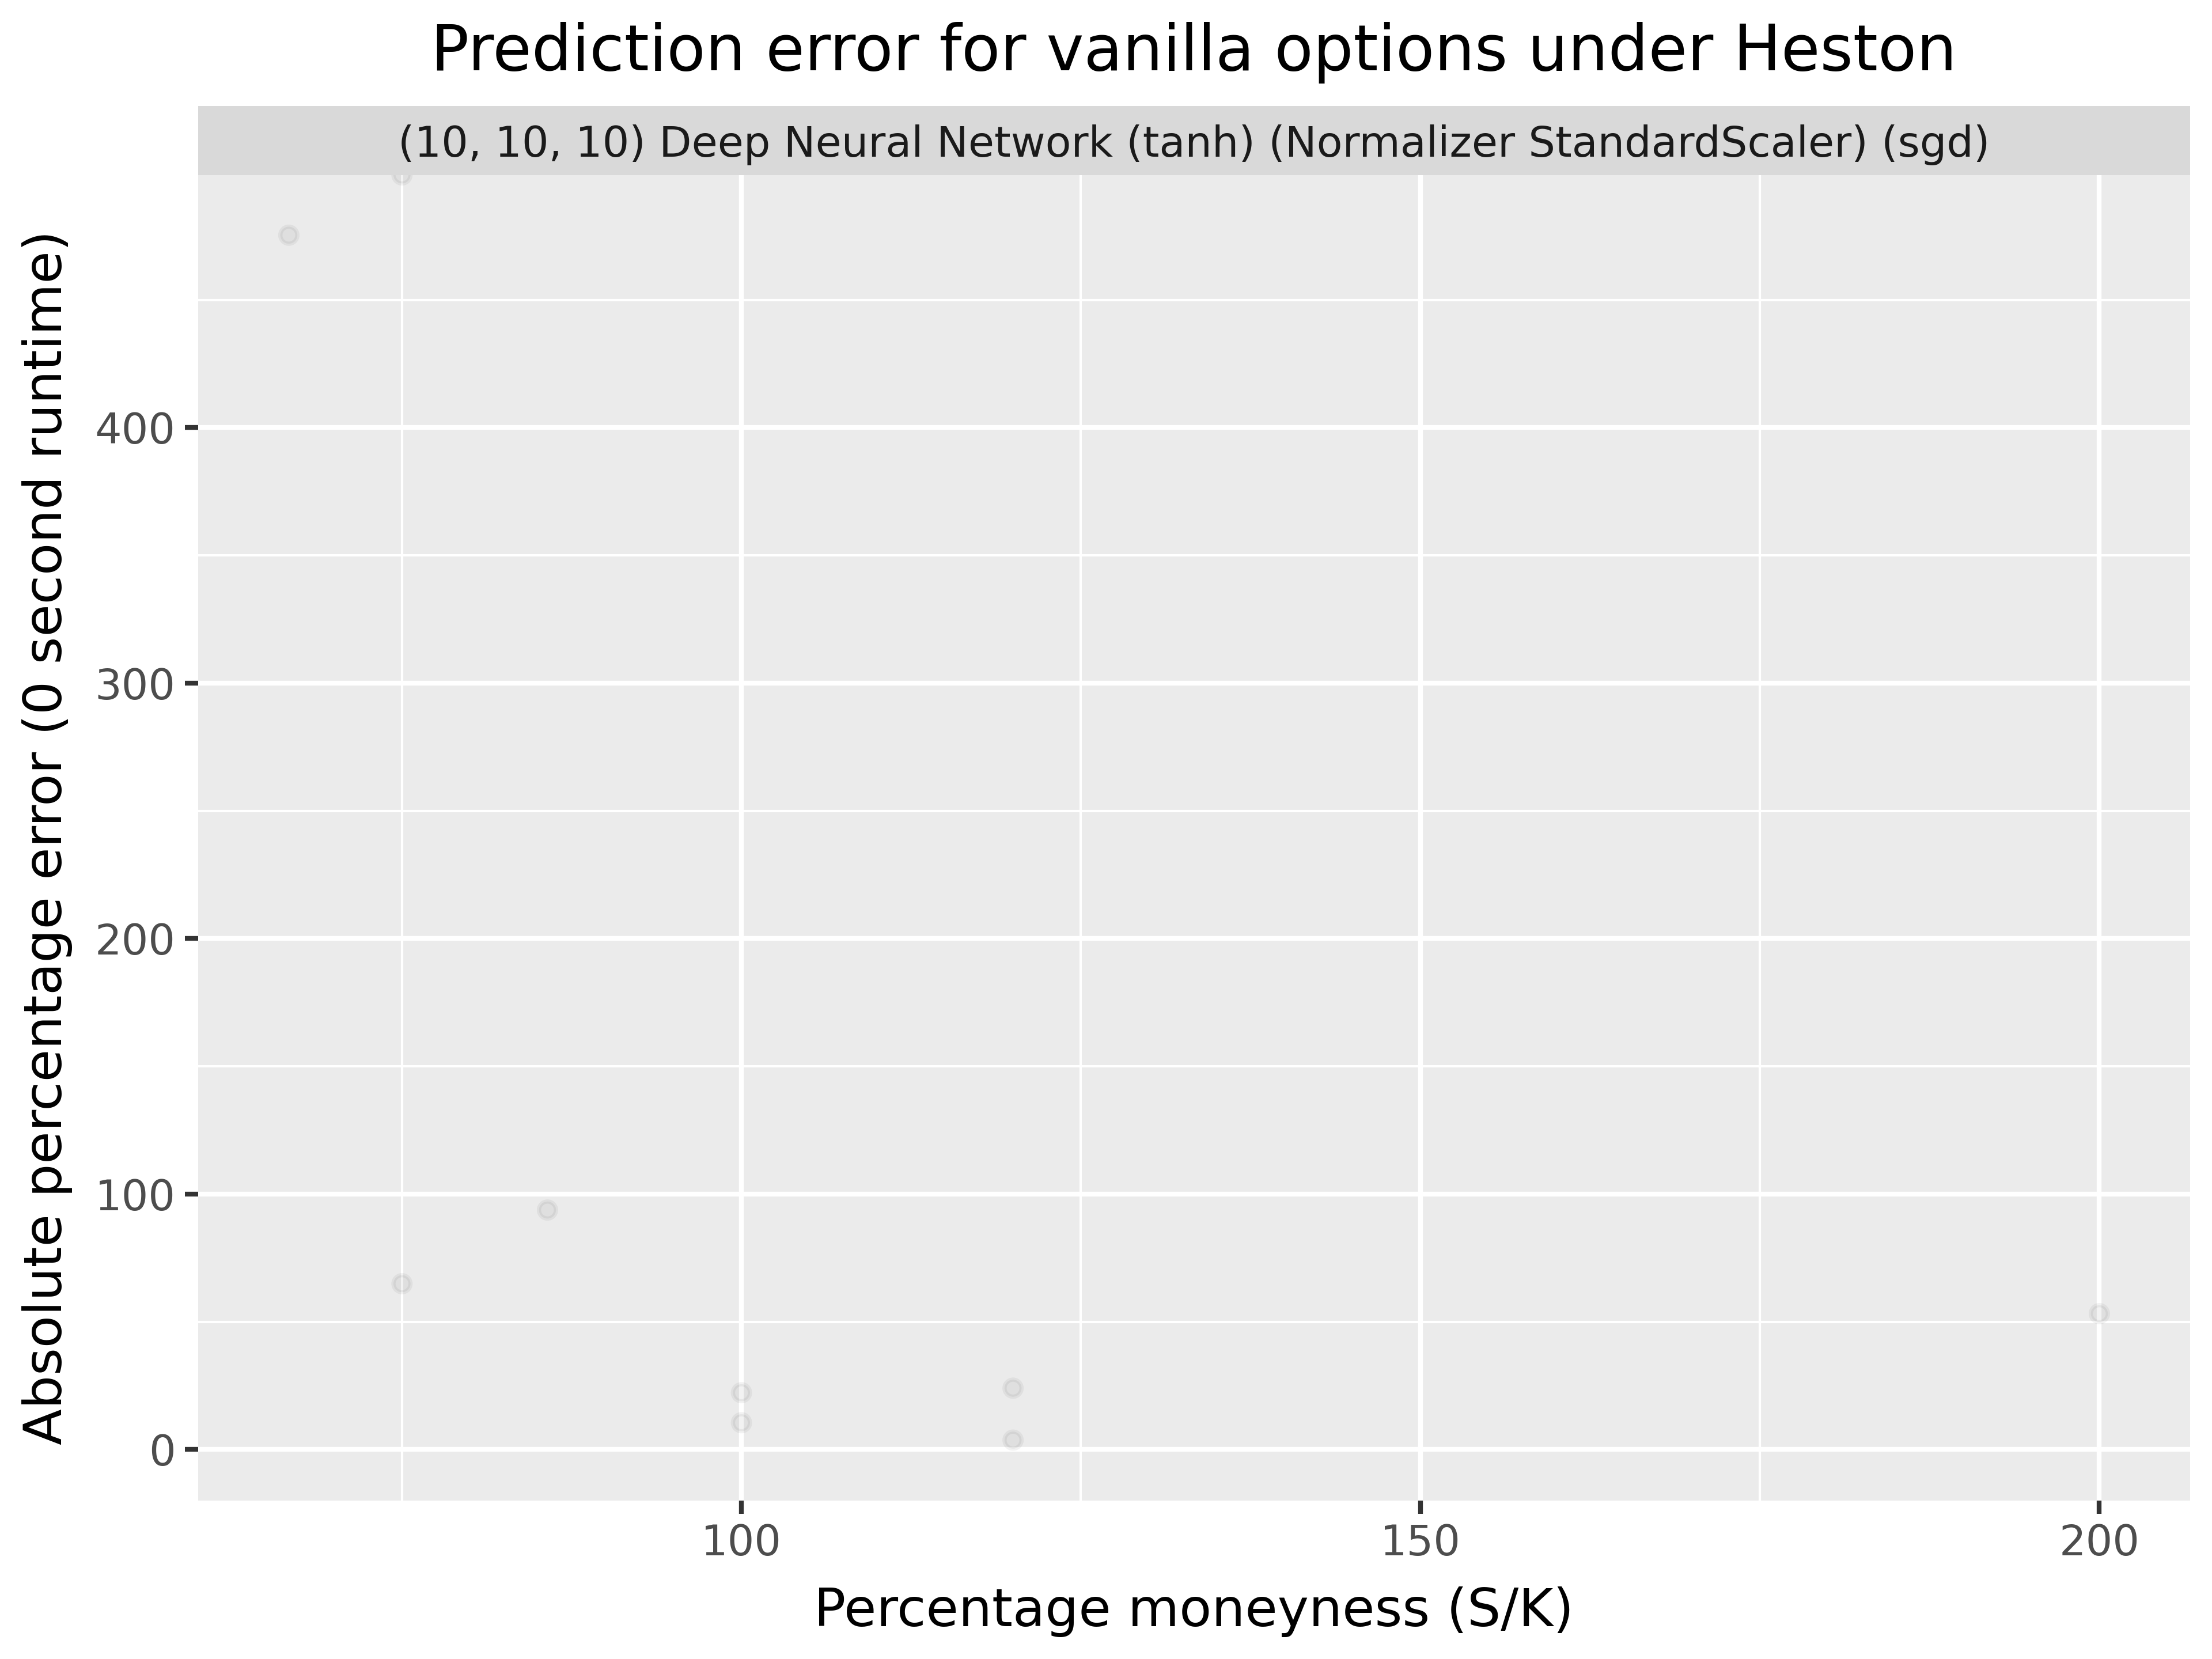 Prediction error for vanilla options under Heston
(10, 10, 10) Deep Neural Network (tanh) (Normalizer StandardScaler) (sgd)
Absolute percentage error (0 second runtime)
400
300
200
100
0
100
150
200
Percentage moneyness (S/K)